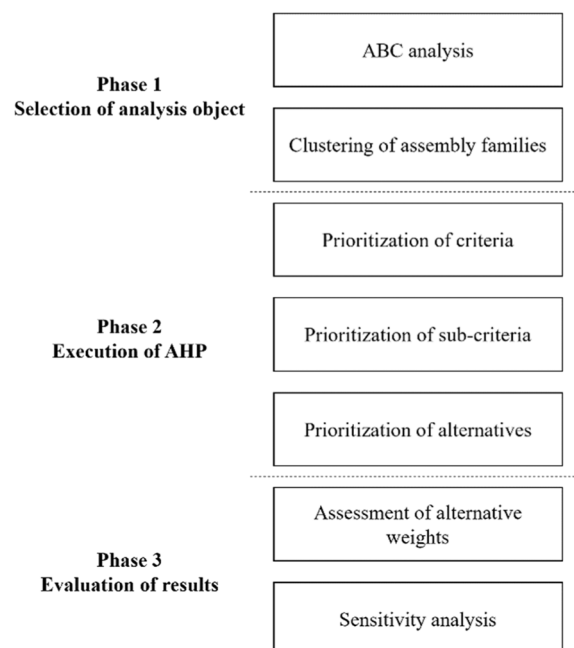 Phase 1
Selection of analysis object
ABC analysis
Clustering of assembly families
Phase 2
Execution of AHP
Prioritization of criteria
Prioritization of sub-criteria
Prioritization of alternatives
Phase 3
Evaluation of results
Assessment of alternative
weights
Sensitivity analysis